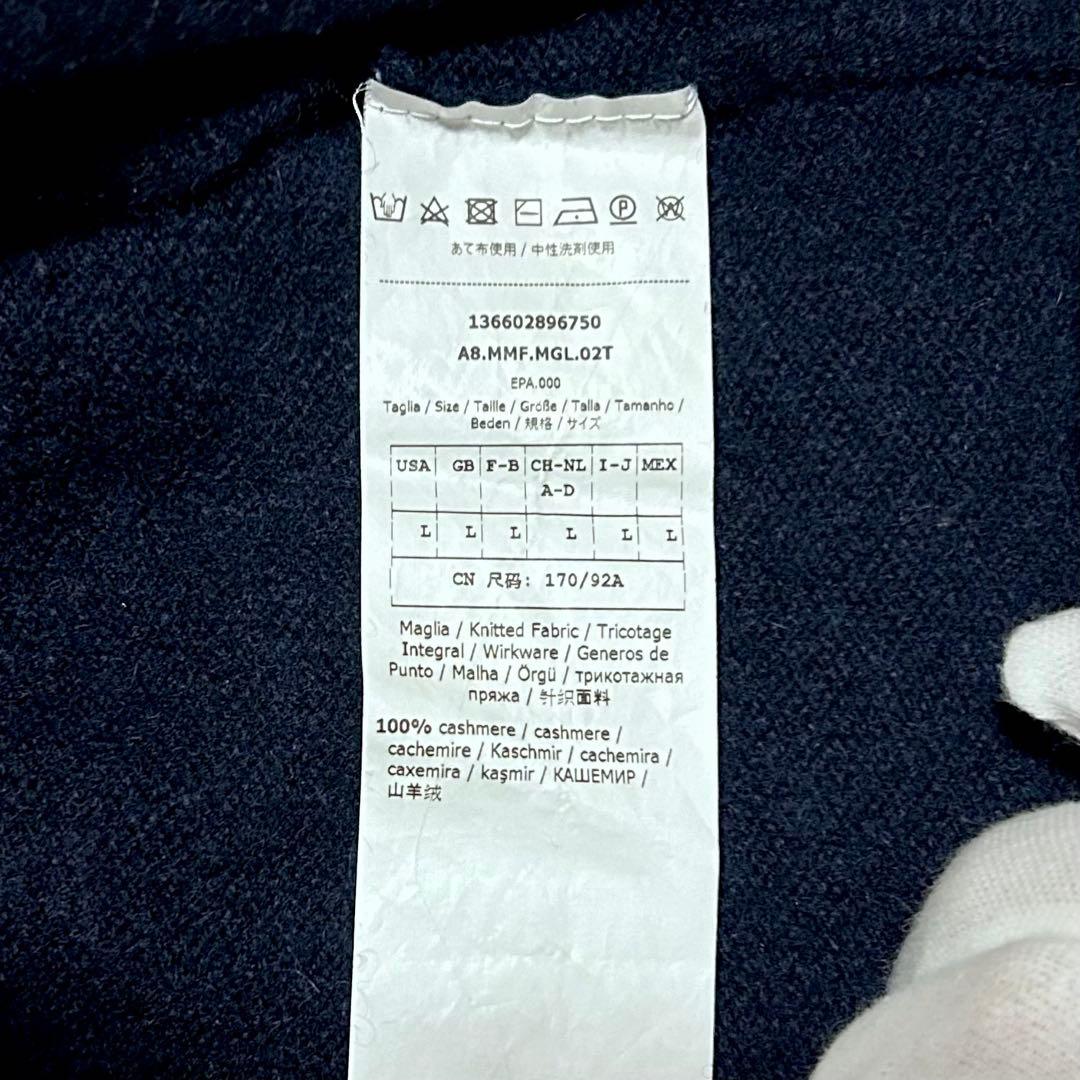 P W
あて布使用 / 中性洗剤使用
136602896750
A8.MMF.MGL.02T
EPA.000
Taglia / Size / Taille / Größe / Talla / Tamanho /
Beden / 規格 / サイズ
USA GB F-B CH-NL I-J MEX
A-D
L L L L L L
CN 尺码: 170/92A
Maglia / Knitted Fabric / Tricotage
Integral / Wirkware / Generos de
Punto / Malha / Örgü / трикотажная
пряжа / 针织面料
100% cashmere / cashmere /
cachemire / Kaschmir / cachemira /
caxemira / kaşmir / КАШЕМИР /
山羊绒